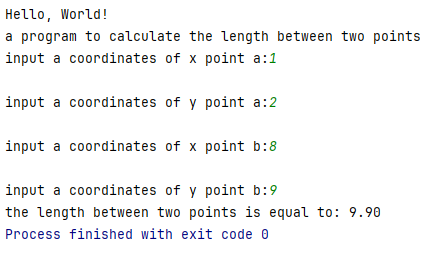 Hello, World!
a program to calculate the length between two points
input a coordinates of x point a:1
input a coordinates of y point a:2
input a coordinates of x point b:8
input a coordinates of y point b:9
the length between two points is equal to: 9.90
Process finished with exit code 0